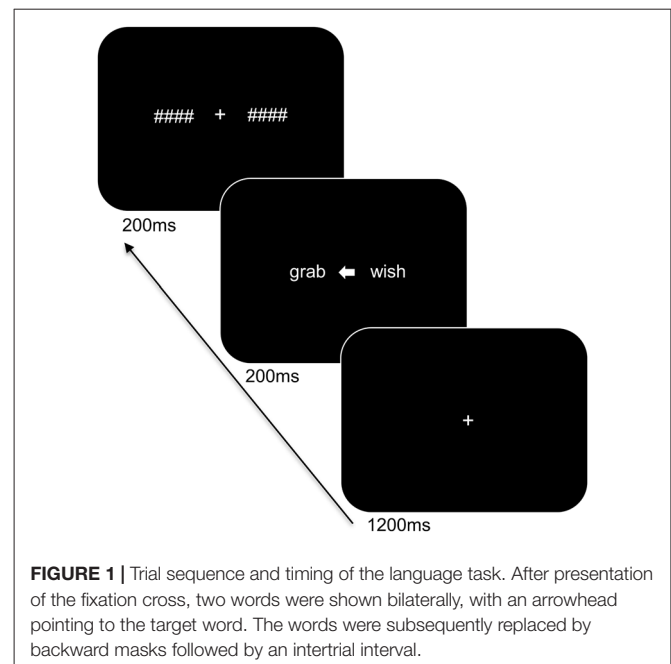 #### + ####
200ms
grab ⬅ wish
200ms
+
1200ms
FIGURE 1 | Trial sequence and timing of the language task. After presentation
of the fixation cross, two words were shown bilaterally, with an arrowhead
pointing to the target word. The words were subsequently replaced by
backward masks followed by an intertrial interval.